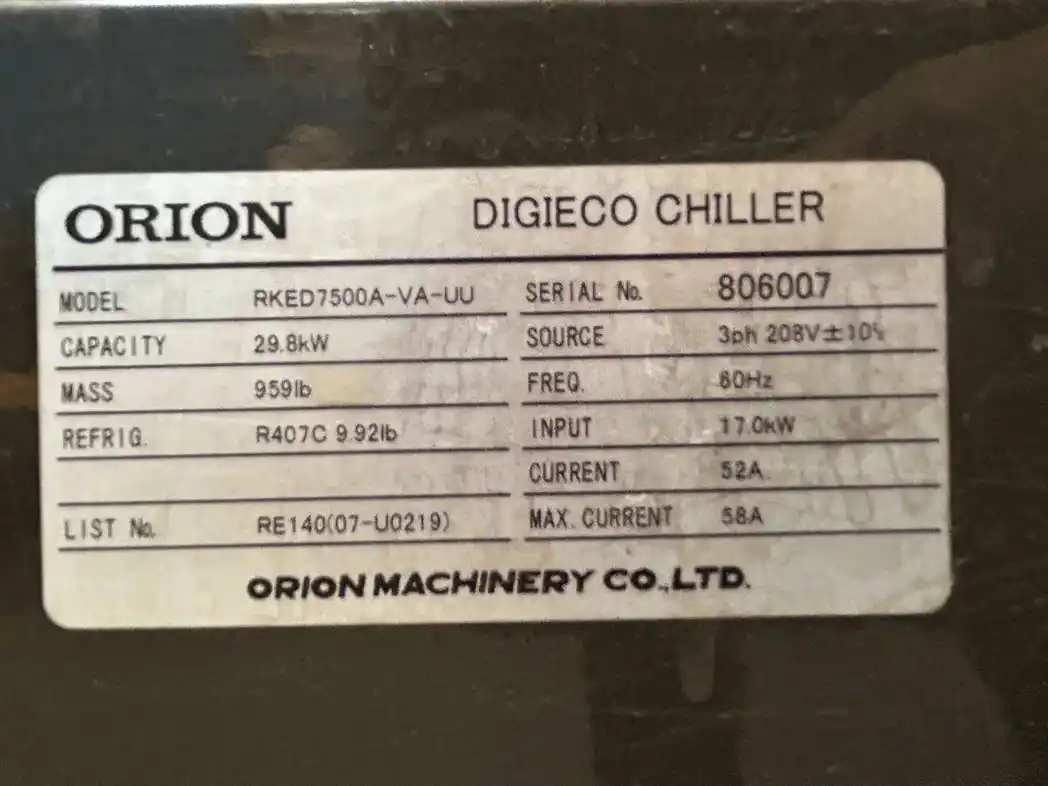 ORION DIGIECO CHILLER
MODEL RKED7500A-VA-UU SERIAL No. 806007
CAPACITY 29.8kW SOURCE 3ph 208V±10%
MASS 959lb FREQ. 60Hz
REFRIG. R407C 9.92lb INPUT 17.0kW
CURRENT 52A
LIST No. RE140(07-U0219) MAX. CURRENT 58A
ORION MACHINERY CO.,LTD.